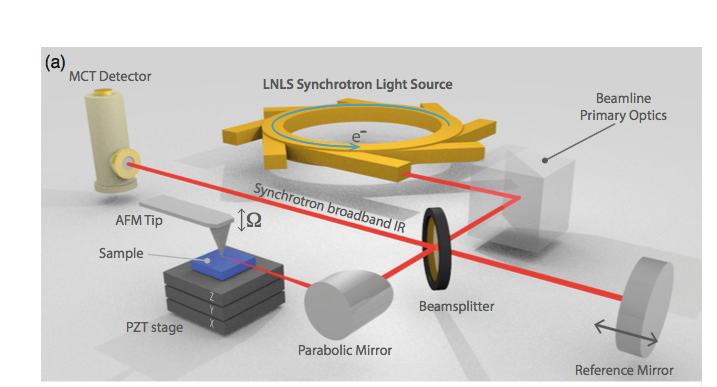 (a)
MCT Detector
LNLS Synchrotron Light Source
Beamline
Primary Optics
e⁻
Synchrotron broadband IR
AFM Tip
Ω
Sample
Z
Y
X
PZT stage
Beamsplitter
Parabolic Mirror
Reference Mirror